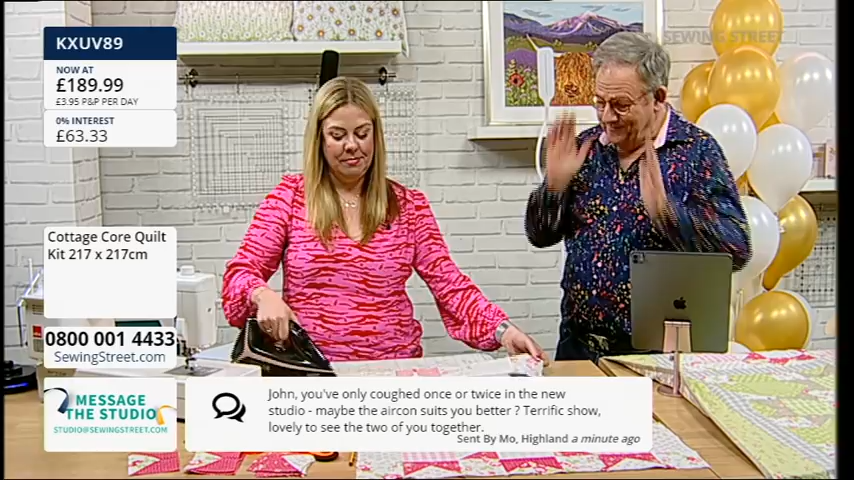 SEWING STREET
KXUV89
NOW AT
£189.99
£3.95 P&P PER DAY
0% INTEREST
£63.33
Cottage Core Quilt
Kit 217 x 217cm
0800 001 4433
SewingStreet.com
MESSAGE
THE STUDIO
STUDIO@SEWINGSTREET.COM
John, you've only coughed once or twice in the new
studio - maybe the aircon suits you better ? Terrific show,
lovely to see the two of you together.
Sent By Mo, Highland a minute ago